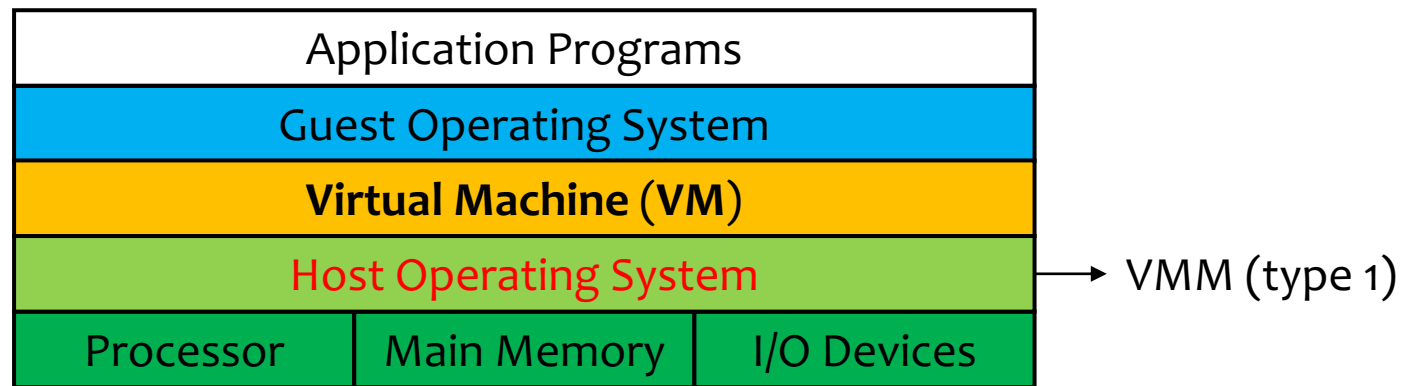 Application Programs
Guest Operating System
Virtual Machine (VM)
Host Operating System
VMM (type 1)
Processor
Main Memory
I/O Devices